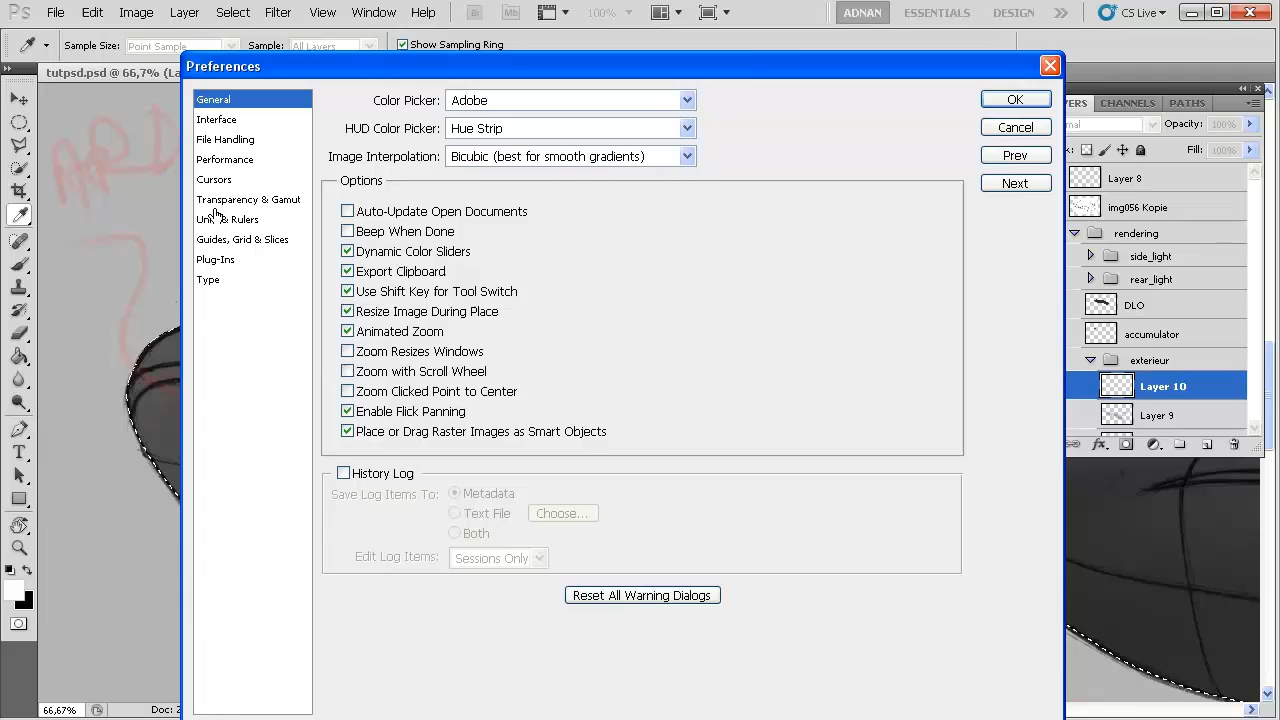 Ps File Edit Image Layer Select Filter View Window Help Br Mb 100% ADNAN ESSENTIALS DESIGN CS Live
Sample Size: Point Sample Sample: All Layers Show Sampling Ring
tutpsd.psd @ 66,7% (La
Preferences
General
Interface
File Handling
Performance
Cursors
Transparency & Gamut
& Rulers
Guides, Grid & Slices
Plug-Ins
Type
Color Picker: Adobe
HUD Color Picker: Hue Strip
Image Interpolation: Bicubic (best for smooth gradients)
Options
Auto-Update Open Documents
Beep When Done
Dynamic Color Sliders
Export Clipboard
Use Shift Key for Tool Switch
Resize Image During Place
Animated Zoom
Zoom Resizes Windows
Zoom with Scroll Wheel
Zoom Clicked Point to Center
Enable Flick Panning
Place or Drag Raster Images as Smart Objects
History Log
Save Log Items To: Metadata
Text File Choose...
Both
Edit Log Items: Sessions Only
Reset All Warning Dialogs
OK
Cancel
Prev
Next
YERS CHANNELS PATHS
mal Opacity: 100%
Fill: 100%
Layer 8
img056 Kopie
rendering
side_light
rear_light
DLO
accumulator
exterieur
Layer 10
Layer 9
66,67% Doc: 2